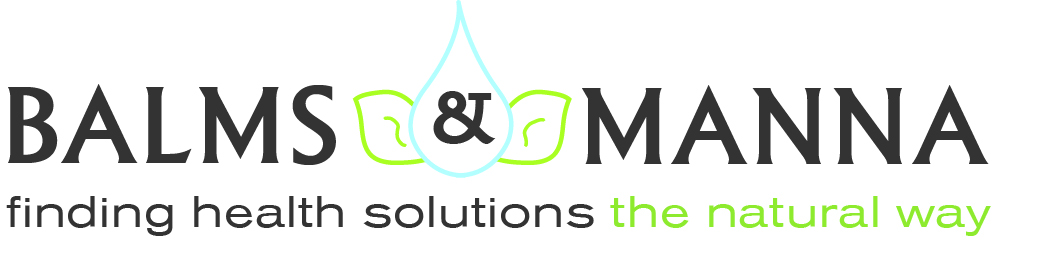 BALMS & MANNA
finding health solutions the natural way